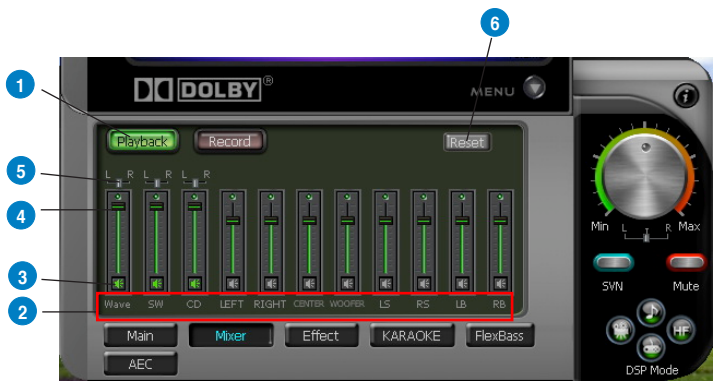 6
1
DOLBY®
MENU
i
Playback Record Reset
5
L R L R L R
4
Min L T R Max
3
SVN Mute
2
Wave SW CD LEFT RIGHT CENTER WOOFER LS RS LB RB
Main Mixer Effect KARAOKE FlexBass
HF
AEC
DSP Mode